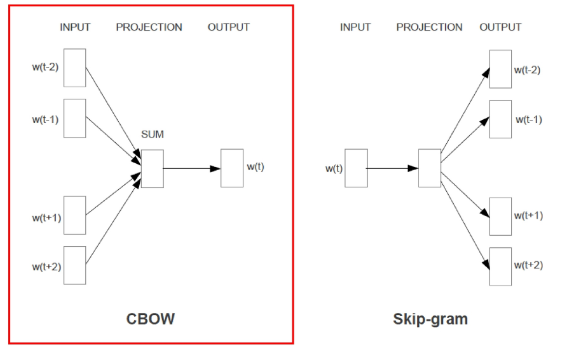 INPUT PROJECTION OUTPUT
w(t-2)
w(t-1)
SUM
w(t)
w(t+1)
w(t+2)
CBOW
INPUT PROJECTION OUTPUT
w(t-2)
w(t-1)
w(t)
w(t+1)
w(t+2)
Skip-gram